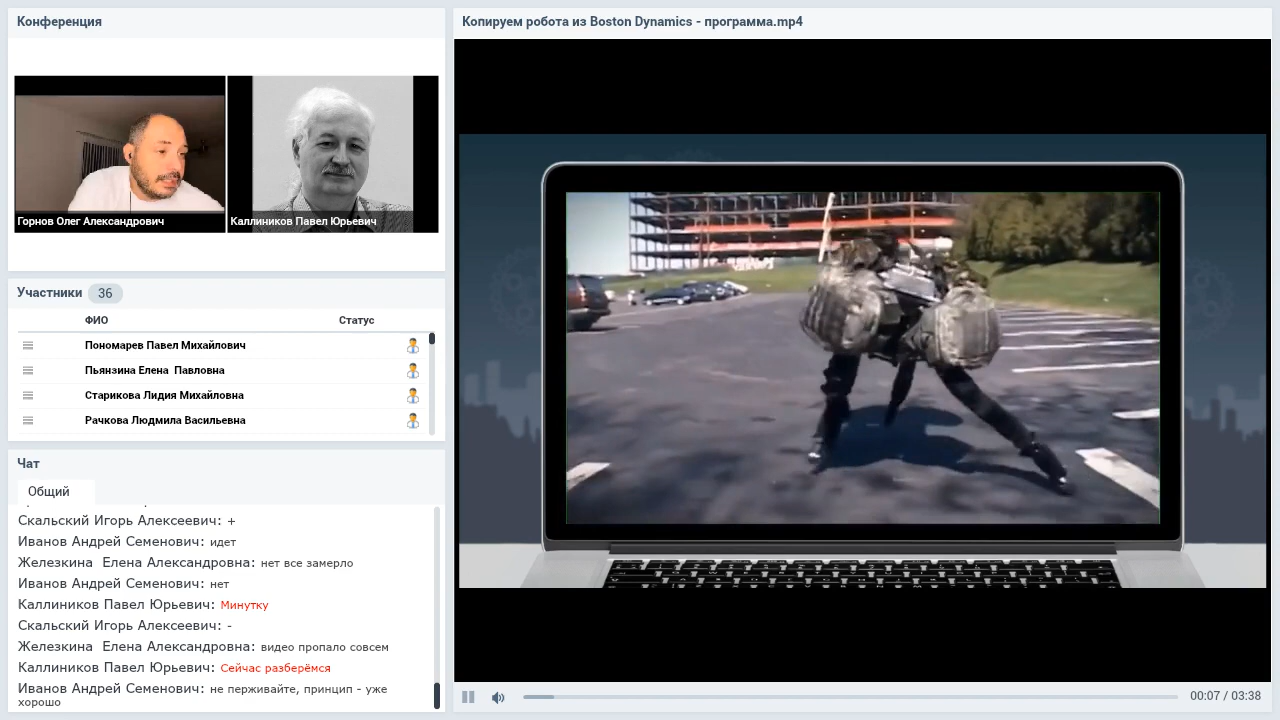 Конференция
Горнов Олег Александрович
Каллиников Павел Юрьевич
Участники 36
ФИО Статус
Пономарев Павел Михайлович
Пьянзина Елена Павловна
Старикова Лидия Михайловна
Рачкова Людмила Васильевна
Чат
Общий
Скальский Игорь Алексеевич: +
Иванов Андрей Семенович: идет
Железкина Елена Александровна: нет все замерло
Иванов Андрей Семенович: нет
Каллиников Павел Юрьевич: Минутку
Скальский Игорь Алексеевич: -
Железкина Елена Александровна: видео пропало совсем
Каллиников Павел Юрьевич: Сейчас разберёмся
Иванов Андрей Семенович: не перживайте, принцип - уже
хорошо
Копируем робота из Boston Dynamics - программа.mp4
00:07 / 03:38